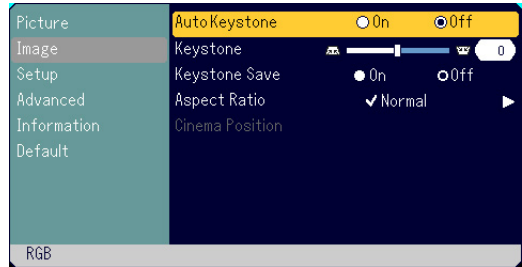 Picture
Image
Setup
Advanced
Information
Default
Auto Keystone On Off
Keystone 0
Keystone Save On Off
Aspect Ratio ✔ Normal ▶
Cinema Position
RGB